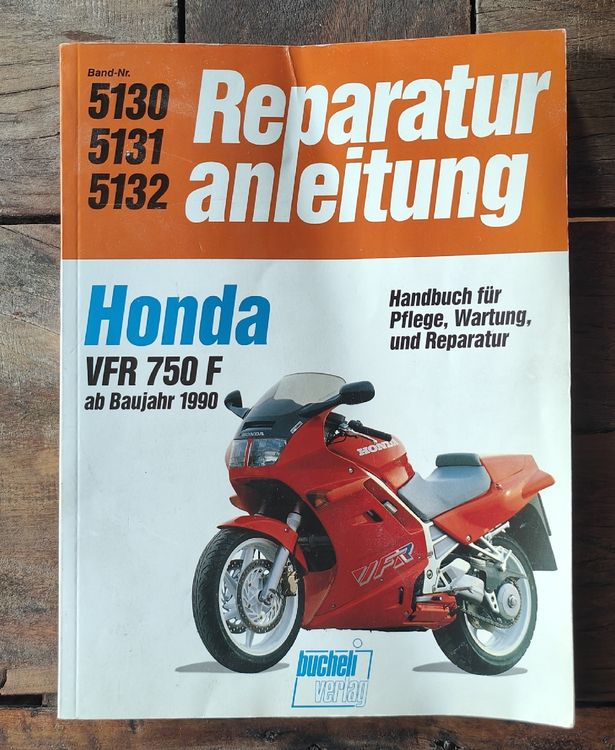 Band-Nr.
5130
5131
5132
Reparatur
anleitung
Honda
VFR 750 F
ab Baujahr 1990
Handbuch für
Pflege, Wartung,
und Reparatur
HONDA
HONDA
VFR
bucheli
verlag